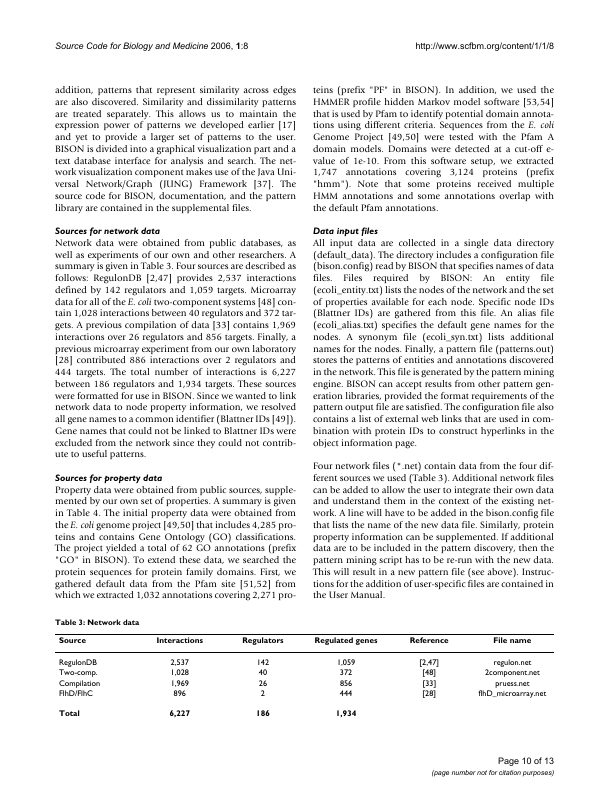 Source Code for Biology and Medicine 2006, 1:8 http://www.scfbm.org/content/1/1/8
addition, patterns that represent similarity across edges
are also discovered. Similarity and dissimilarity patterns
are treated separately. This allows us to maintain the
expression power of patterns we developed earlier [17]
and yet to provide a larger set of patterns to the user.
BISON is divided into a graphical visualization part and a
text database interface for analysis and search. The net-
work visualization component makes use of the Java Uni-
versal Network/Graph (JUNG) Framework [37]. The
source code for BISON, documentation, and the pattern
library are contained in the supplemental files.
Sources for network data
Network data were obtained from public databases, as
well as experiments of our own and other researchers. A
summary is given in Table 3. Four sources are described as
follows: RegulonDB [2,47] provides 2,537 interactions
defined by 142 regulators and 1,059 targets. Microarray
data for all of the E. coli two-component systems [48] con-
tain 1,028 interactions between 40 regulators and 372 tar-
gets. A previous compilation of data [33] contains 1,969
interactions over 26 regulators and 856 targets. Finally, a
previous microarray experiment from our own laboratory
[28] contributed 886 interactions over 2 regulators and
444 targets. The total number of interactions is 6,227
between 186 regulators and 1,934 targets. These sources
were formatted for use in BISON. Since we wanted to link
network data to node property information, we resolved
all gene names to a common identifier (Blattner IDs [49]).
Gene names that could not be linked to Blattner IDs were
excluded from the network since they could not contrib-
ute to useful patterns.
Sources for property data
Property data were obtained from public sources, supple-
mented by our own set of properties. A summary is given
in Table 4. The initial property data were obtained from
the E. coli genome project [49,50] that includes 4,285 pro-
teins and contains Gene Ontology (GO) classifications.
The project yielded a total of 62 GO annotations (prefix
"GO" in BISON). To extend these data, we searched the
protein sequences for protein family domains. First, we
gathered default data from the Pfam site [51,52] from
which we extracted 1,032 annotations covering 2,271 pro-
teins (prefix "PF" in BISON). In addition, we used the
HMMER profile hidden Markov model software [53,54]
that is used by Pfam to identify potential domain annota-
tions using different criteria. Sequences from the E. coli
Genome Project [49,50] were tested with the Pfam A
domain models. Domains were detected at a cut-off e-
value of 1e-10. From this software setup, we extracted
1,747 annotations covering 3,124 proteins (prefix
"hmm"). Note that some proteins received multiple
HMM annotations and some annotations overlap with
the default Pfam annotations.
Data input files
All input data are collected in a single data directory
(default_data). The directory includes a configuration file
(bison.config) read by BISON that specifies names of data
files. Files required by BISON: An entity file
(ecoli_entity.txt) lists the nodes of the network and the set
of properties available for each node. Specific node IDs
(Blattner IDs) are gathered from this file. An alias file
(ecoli_alias.txt) specifies the default gene names for the
nodes. A synonym file (ecoli_syn.txt) lists additional
names for the nodes. Finally, a pattern file (patterns.out)
stores the patterns of entities and annotations discovered
in the network. This file is generated by the pattern mining
engine. BISON can accept results from other pattern gen-
eration libraries, provided the format requirements of the
pattern output file are satisfied. The configuration file also
contains a list of external web links that are used in com-
bination with protein IDs to construct hyperlinks in the
object information page.
Four network files (*.net) contain data from the four dif-
ferent sources we used (Table 3). Additional network files
can be added to allow the user to integrate their own data
and understand them in the context of the existing net-
work. A line will have to be added in the bison.config file
that lists the name of the new data file. Similarly, protein
property information can be supplemented. If additional
data are to be included in the pattern discovery, then the
pattern mining script has to be re-run with the new data.
This will result in a new pattern file (see above). Instruc-
tions for the addition of user-specific files are contained in
the User Manual.
Table 3: Network data
Source Interactions Regulators Regulated genes Reference File name
RegulonDB 2,537 142 1,059 [2,47] regulon.net
Two-comp. 1,028 40 372 [48] 2component.net
Compilation 1,969 26 856 [33] pruess.net
FlhD/FlhC 896 2 444 [28] flhD_microarray.net
Total 6,227 186 1,934
Page 10 of 13
(page number not for citation purposes)